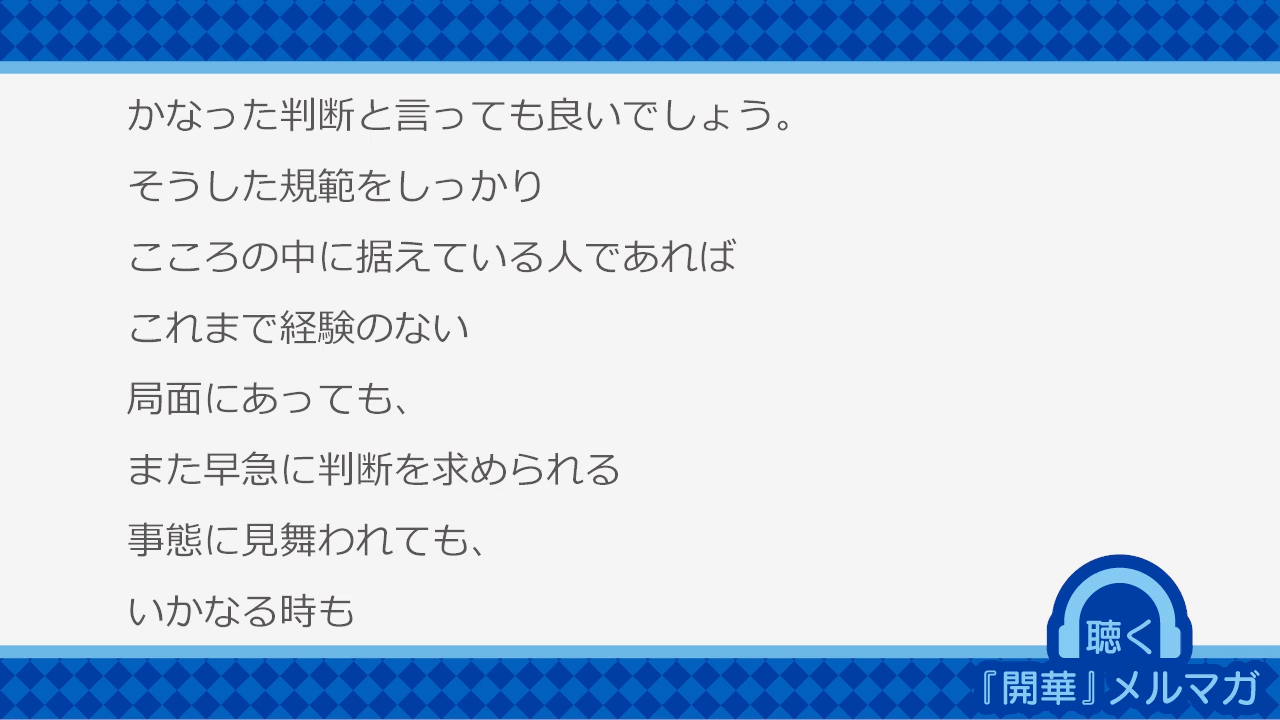 かなった判断と言っても良いでしょう。
そうした規範をしっかり
こころの中に据えている人であれば
これまで経験のない
局面にあっても、
また早急に判断を求められる
事態に見舞われても、
いかなる時も
聴く
『開華』メルマガ